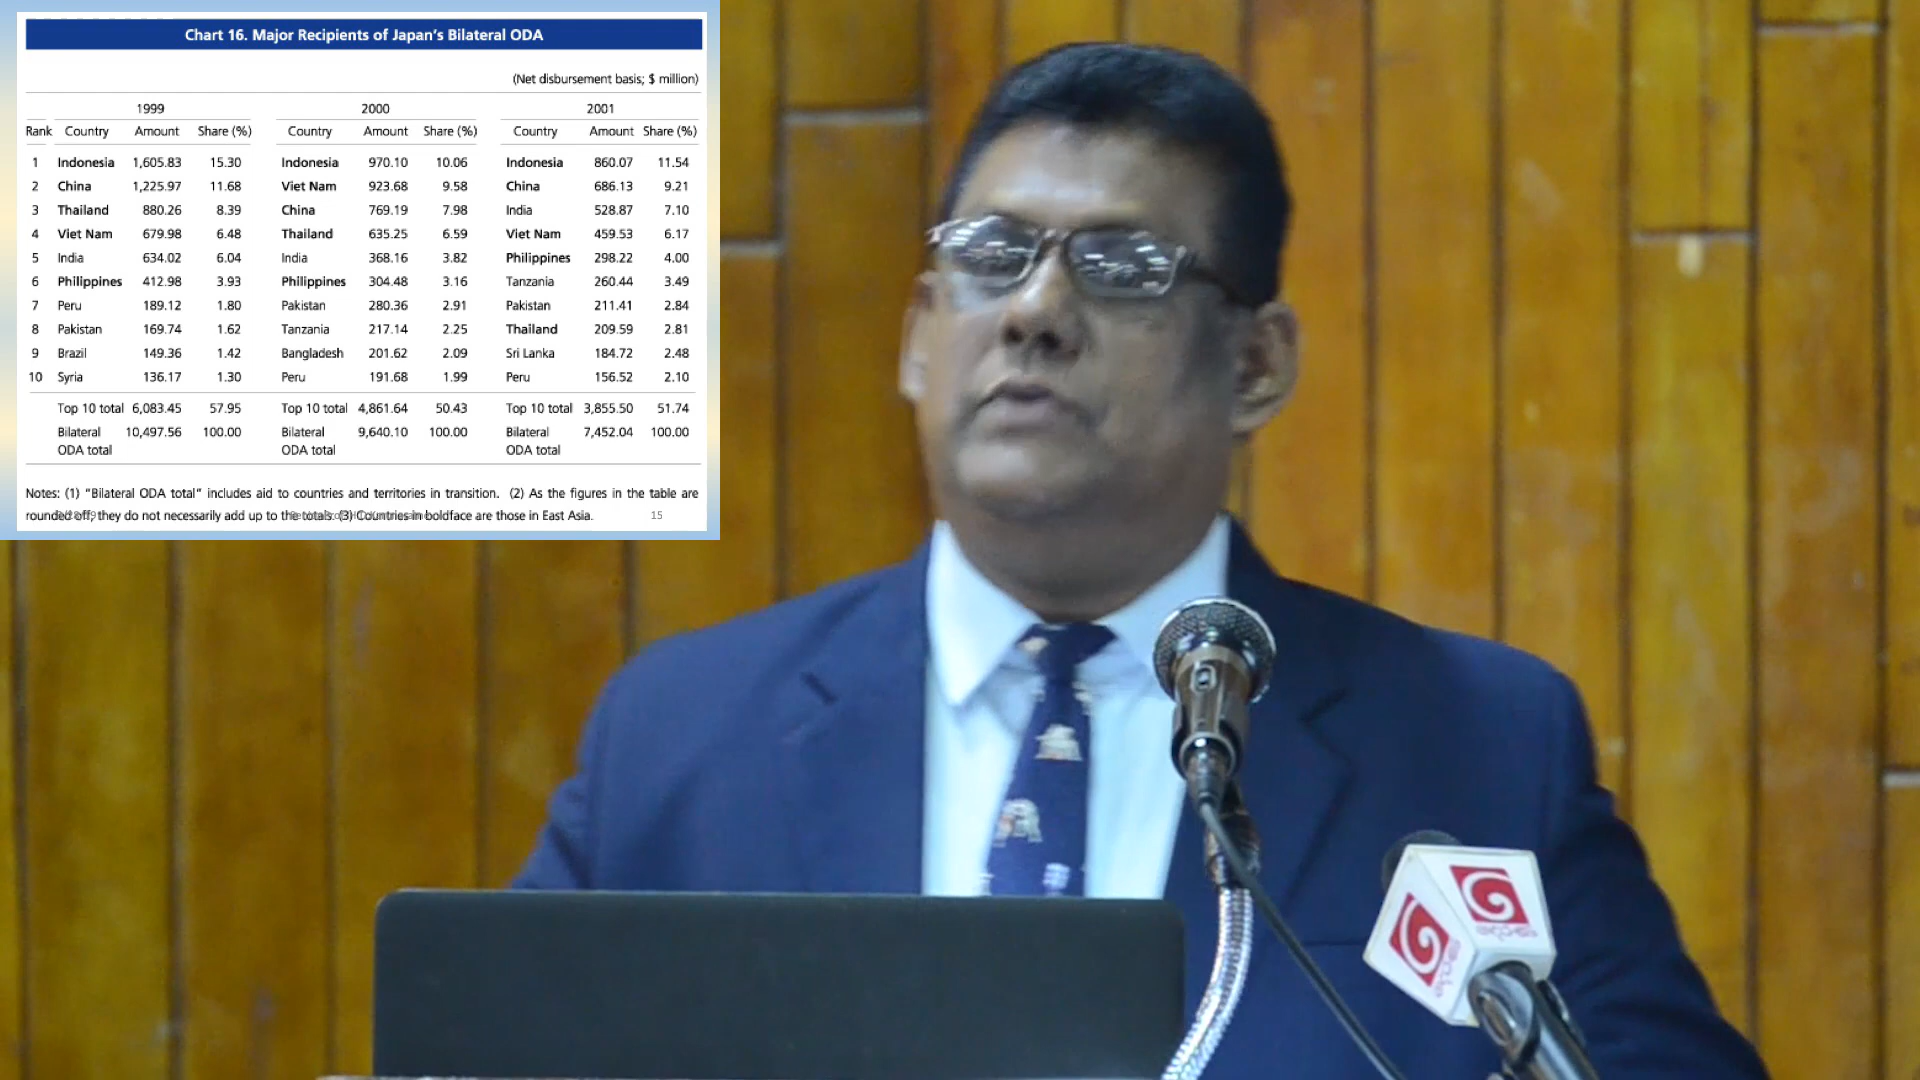 Chart 16. Major Recipients of Japan's Bilateral ODA
(Net disbursement basis; $ million)
1999 2000 2001
Rank Country Amount Share (%) Country Amount Share (%) Country Amount Share (%)
1 Indonesia 1,605.83 15.30 Indonesia 970.10 10.06 Indonesia 860.07 11.54
2 China 1,225.97 11.68 Viet Nam 923.68 9.58 China 686.13 9.21
3 Thailand 880.26 8.39 China 769.19 7.98 India 528.87 7.10
4 Viet Nam 679.98 6.48 Thailand 635.25 6.59 Viet Nam 459.53 6.17
5 India 634.02 6.04 India 368.16 3.82 Philippines 298.22 4.00
6 Philippines 412.98 3.93 Philippines 304.48 3.16 Tanzania 260.44 3.49
7 Peru 189.12 1.80 Pakistan 280.36 2.91 Pakistan 211.41 2.84
8 Pakistan 169.74 1.62 Tanzania 217.14 2.25 Thailand 209.59 2.81
9 Brazil 149.36 1.42 Bangladesh 201.62 2.09 Sri Lanka 184.72 2.48
10 Syria 136.17 1.30 Peru 191.68 1.99 Peru 156.52 2.10
Top 10 total 6,083.45 57.95 Top 10 total 4,861.64 50.43 Top 10 total 3,855.50 51.74
Bilateral 10,497.56 100.00 Bilateral 9,640.10 100.00 Bilateral 7,452.04 100.00
ODA total ODA total ODA total
Notes: (1) "Bilateral ODA total" includes aid to countries and territories in transition. (2) As the figures in the table are
rounded off, they do not necessarily add up to the totals. (3) Countries in boldface are those in East Asia.
15